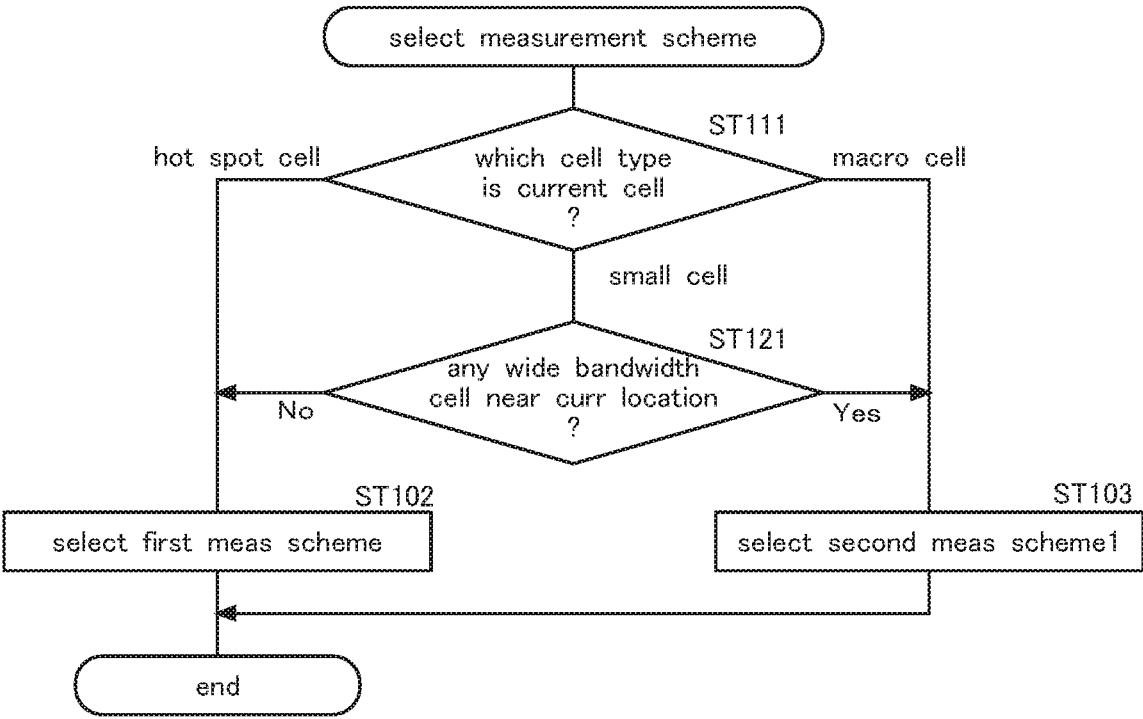 select measurement scheme
ST111
hot spot cell
which cell type
is current cell
?
macro cell
small cell
ST121
any wide bandwidth
cell near curr location
?
No
Yes
ST102
select first meas scheme
ST103
select second meas scheme1
end